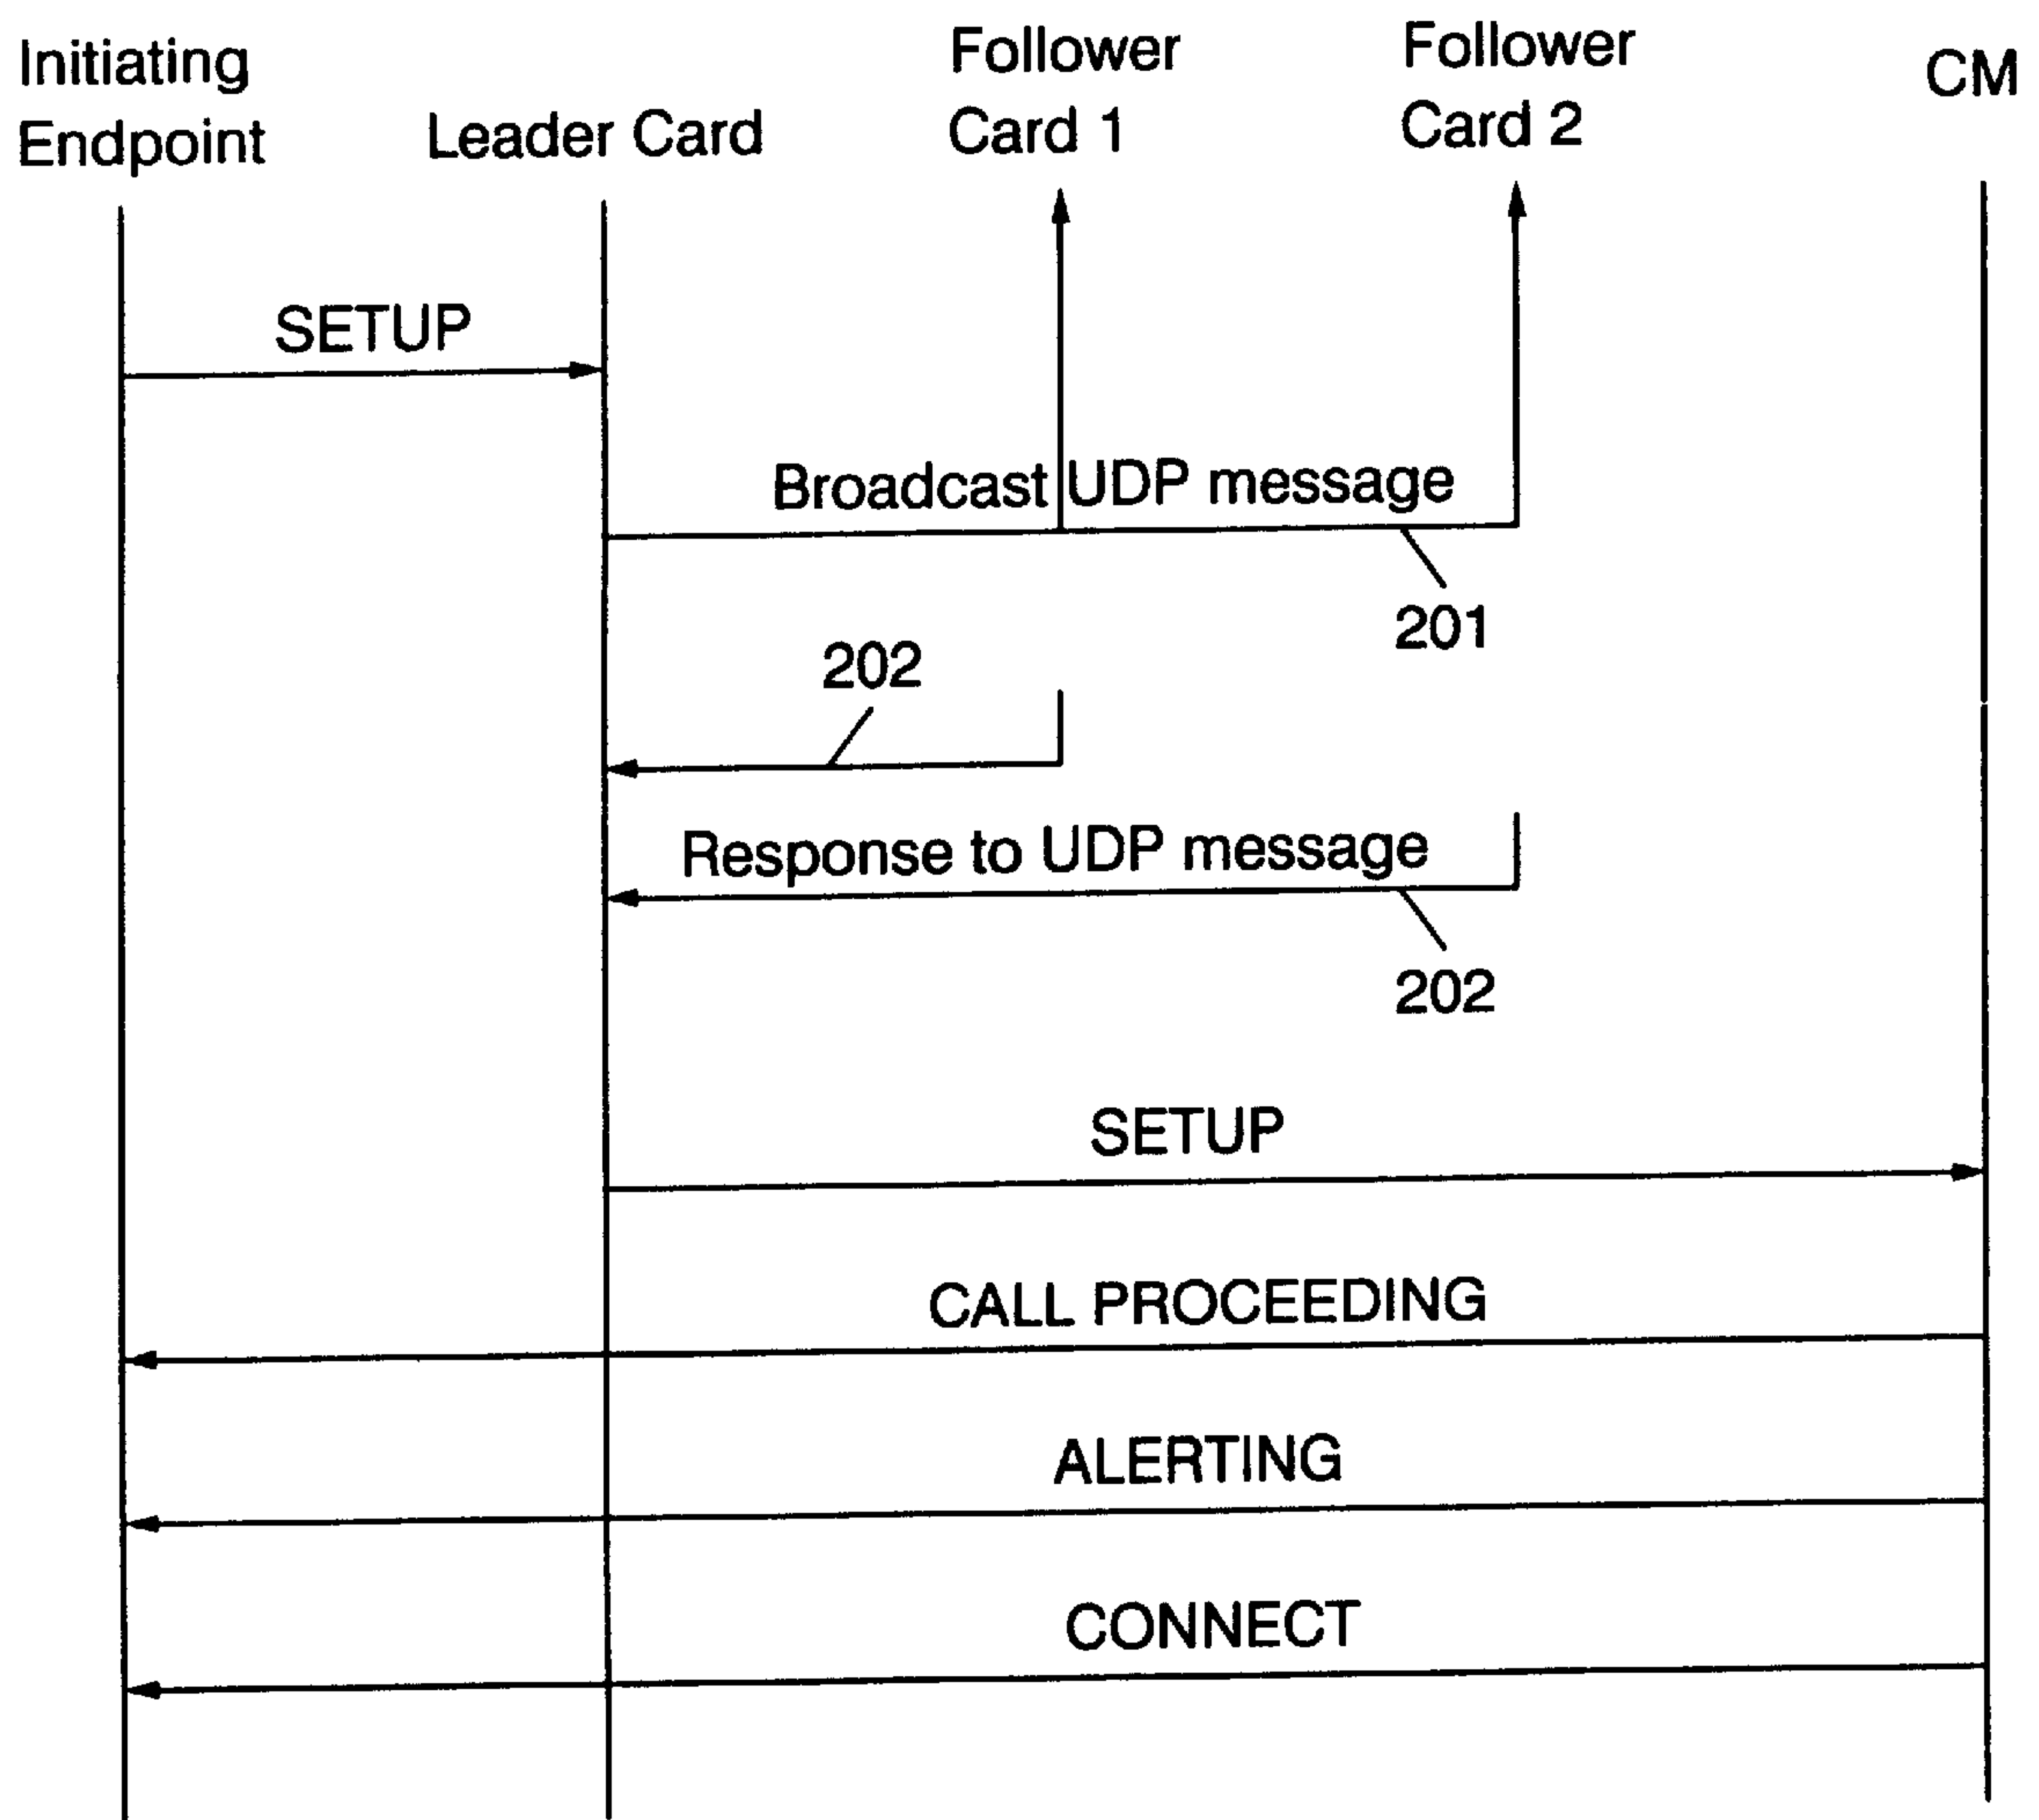 Initiating
Endpoint
Leader Card
Follower
Card 1
Follower
Card 2
CM
SETUP
Broadcast UDP message
201
202
Response to UDP message
202
SETUP
CALL PROCEEDING
ALERTING
CONNECT